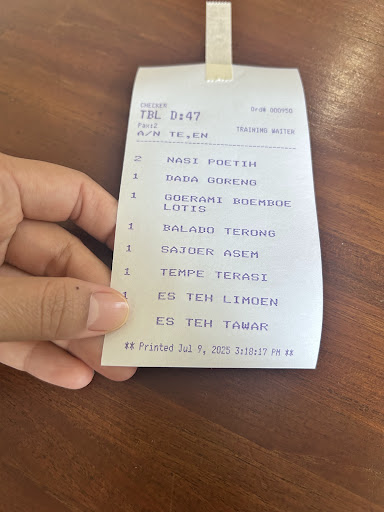 CHECKER Ord# 000950
TBL D:47
Pax:2 TRAINING WAITER
A/N TE,EN
2 NASI POETIH
1 DADA GORENG
1 GOERAMI BOEMBOE
LOTIS
1 BALADO TERONG
1 SAJOER ASEM
1 TEMPE TERASI
1 ES TEH LIMOEN
ES TEH TAWAR
** Printed Jul 9, 2025 3:18:17 PM **